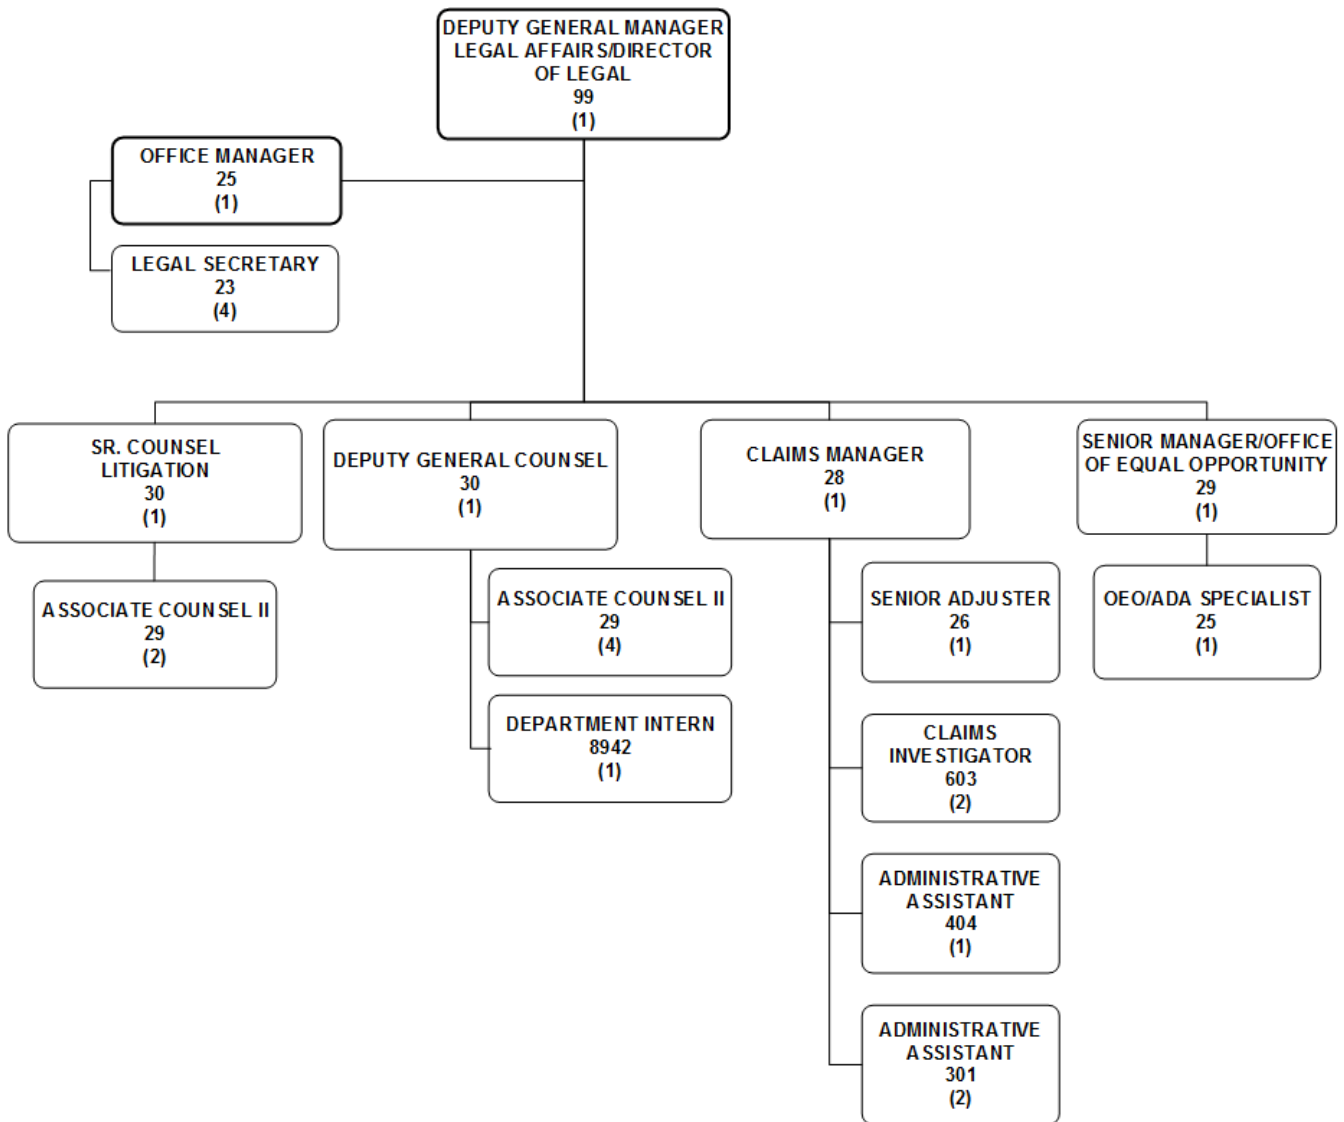 DEPUTY GENERAL MANAGER
LEGAL AFFAIRS/DIRECTOR
OF LEGAL
99
(1)
OFFICE MANAGER
25
(1)
LEGAL SECRETARY
23
(4)
SR. COUNSEL
LITIGATION
30
(1)
ASSOCIATE COUNSEL II
29
(2)
DEPUTY GENERAL COUNSEL
30
(1)
ASSOCIATE COUNSEL II
29
(4)
DEPARTMENT INTERN
8942
(1)
CLAIMS MANAGER
28
(1)
SENIOR ADJUSTER
26
(1)
CLAIMS
INVESTIGATOR
603
(2)
ADMINISTRATIVE
ASSISTANT
404
(1)
ADMINISTRATIVE
ASSISTANT
301
(2)
SENIOR MANAGER/OFFICE
OF EQUAL OPPORTUNITY
29
(1)
OEO/ADA SPECIALIST
25
(1)